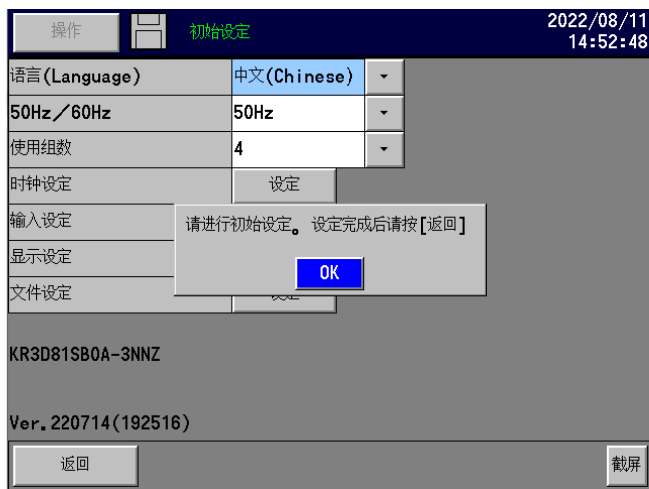 操作 初始设定 2022/08/11
14:52:48
语言(Language) 中文(Chinese)
50Hz/60Hz 50Hz
使用组数 4
时钟设定 设定
输入设定
请进行初始设定。设定完成后请按[返回]
显示设定
OK
文件设定
KR3D81SB0A-3NNZ
Ver.220714(192516)
返回 截屏